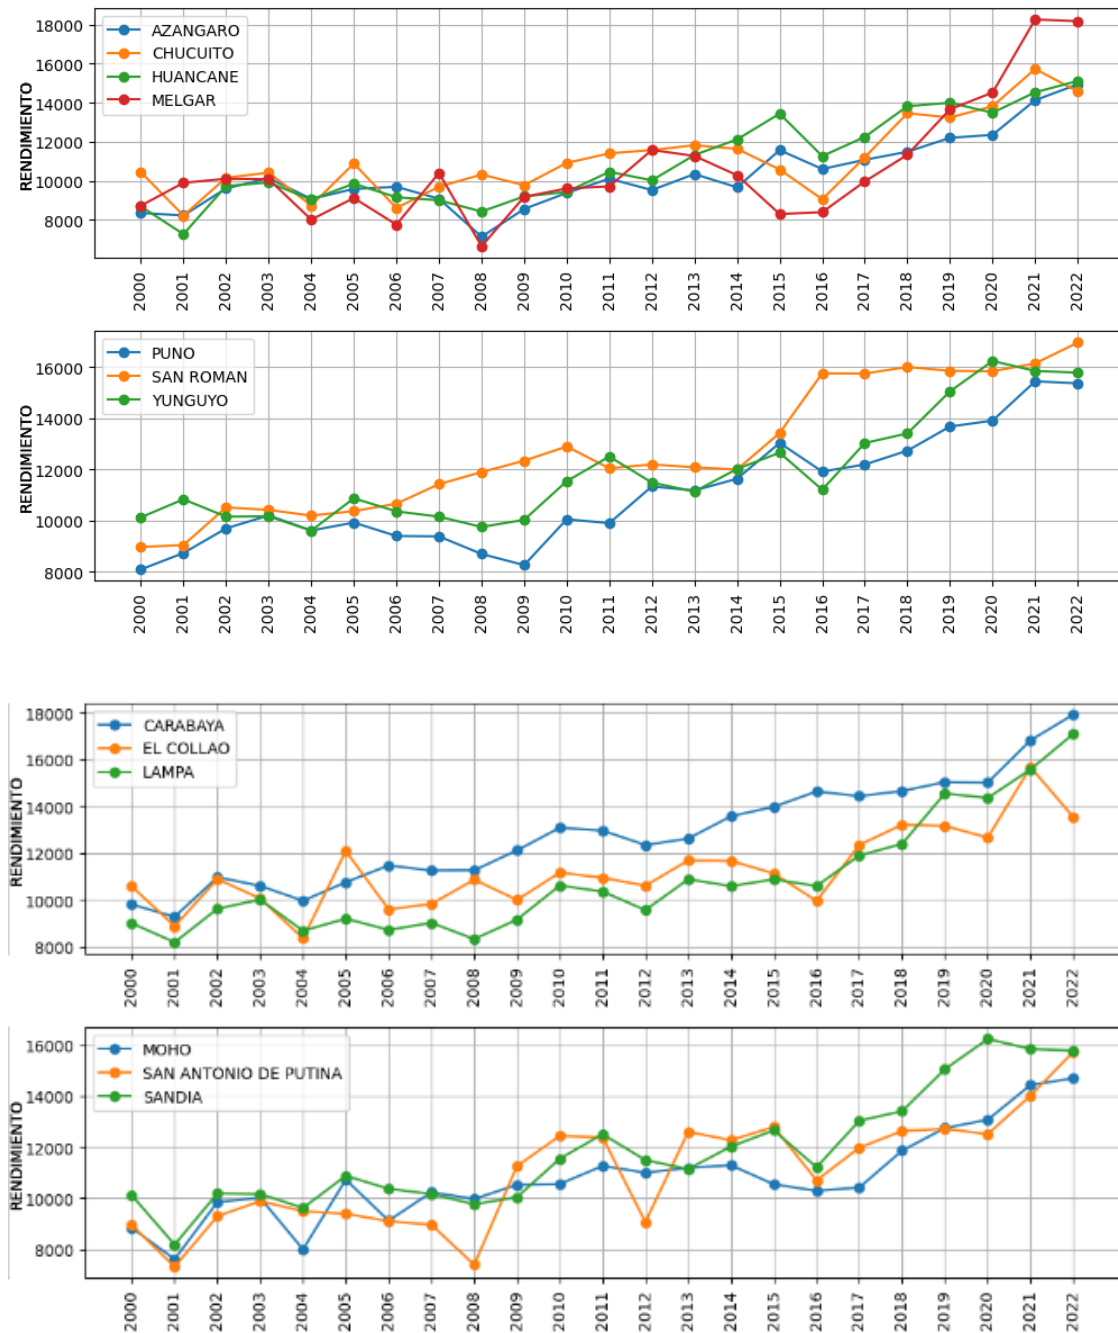 AZANGARO
CHUCUITO
HUANCANE
MELGAR
RENDIMIENTO
18000
16000
14000
12000
10000
8000
2000 2001 2002 2003 2004 2005 2006 2007 2008 2009 2010 2011 2012 2013 2014 2015 2016 2017 2018 2019 2020 2021 2022
PUNO
SAN ROMAN
YUNGUYO
RENDIMIENTO
16000
14000
12000
10000
8000
2000 2001 2002 2003 2004 2005 2006 2007 2008 2009 2010 2011 2012 2013 2014 2015 2016 2017 2018 2019 2020 2021 2022
CARABAYA
EL COLLAO
LAMPA
RENDIMIENTO
18000
16000
14000
12000
10000
8000
2000 2001 2002 2003 2004 2005 2006 2007 2008 2009 2010 2011 2012 2013 2014 2015 2016 2017 2018 2019 2020 2021 2022
MOHO
SAN ANTONIO DE PUTINA
SANDIA
RENDIMIENTO
16000
14000
12000
10000
8000
2000 2001 2002 2003 2004 2005 2006 2007 2008 2009 2010 2011 2012 2013 2014 2015 2016 2017 2018 2019 2020 2021 2022